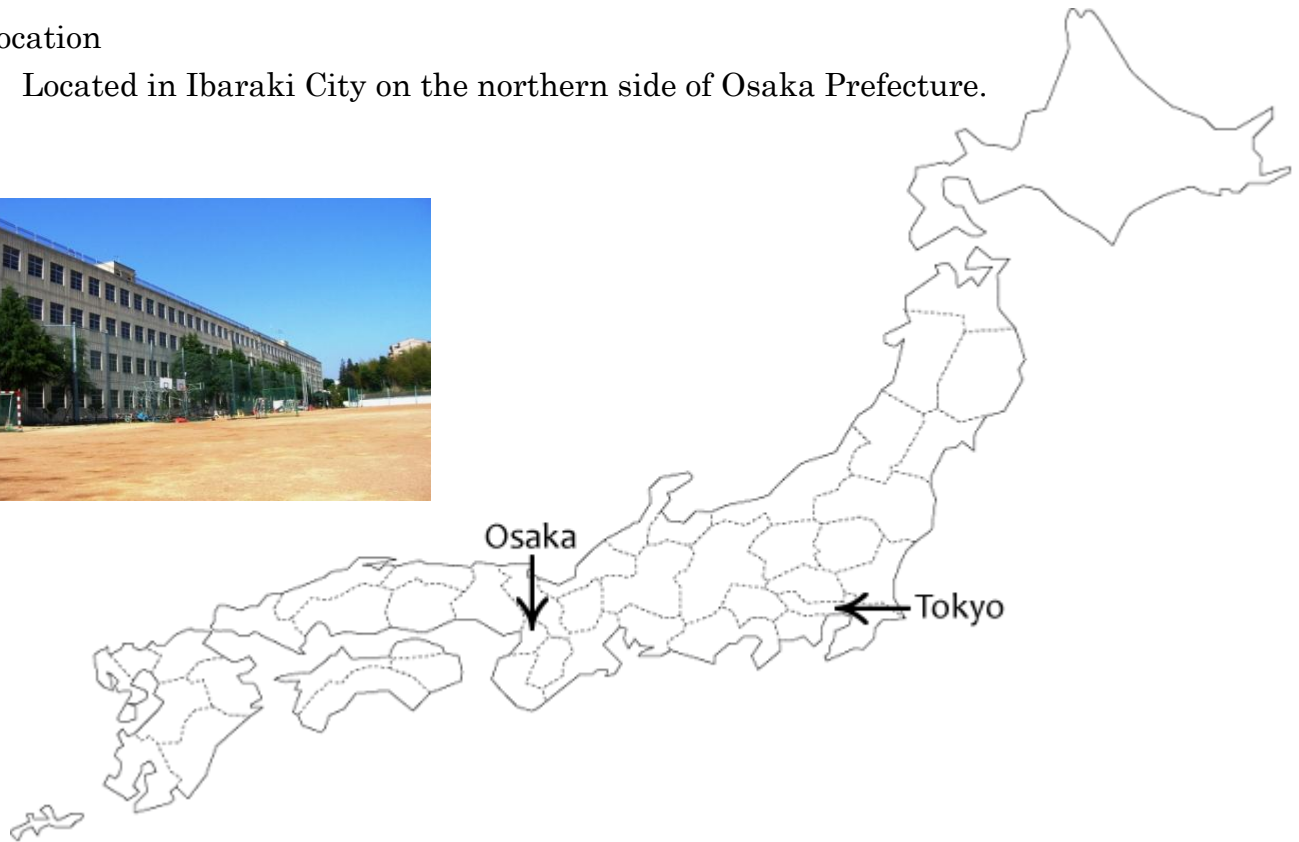 ocation
Located in Ibaraki City on the northern side of Osaka Prefecture.
Osaka
Tokyo